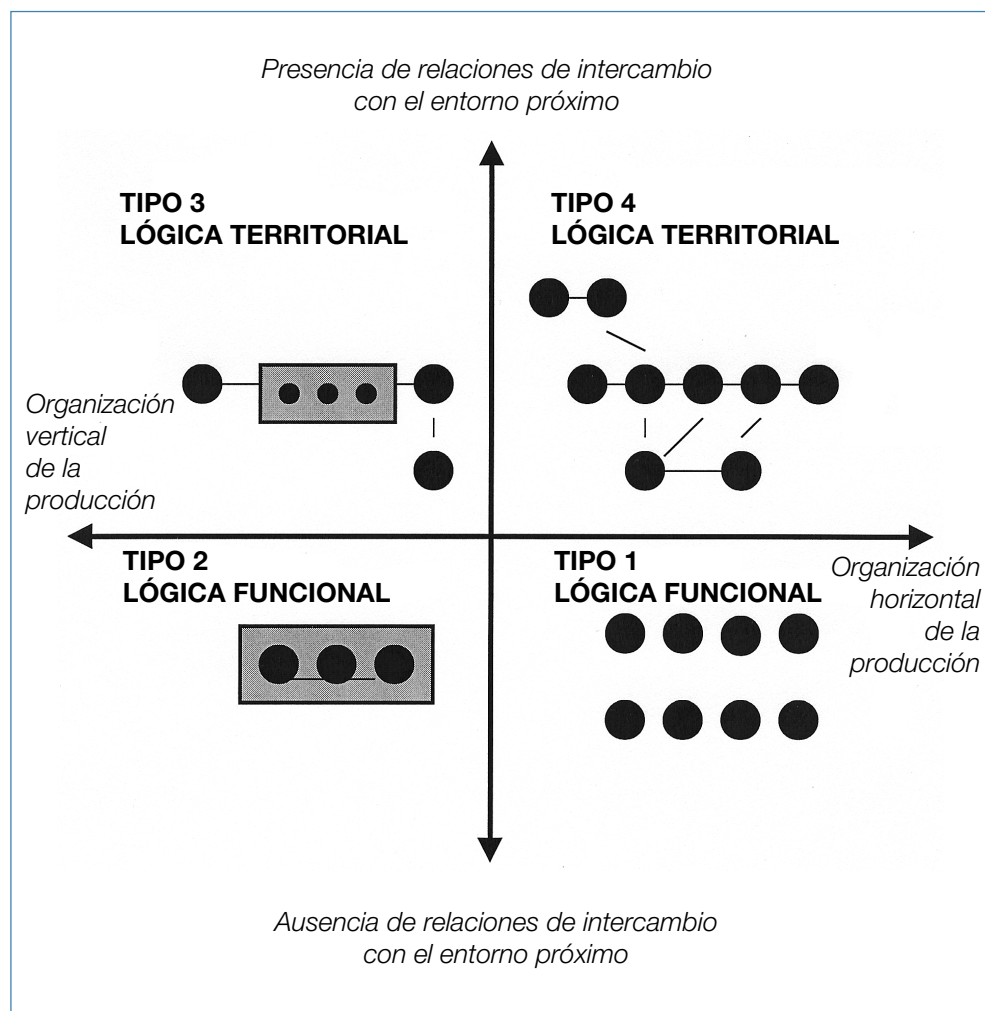 Presencia de relaciones de intercambio
con el entorno próximo
TIPO 3
LÓGICA TERRITORIAL
TIPO 4
LÓGICA TERRITORIAL
Organización
vertical
de la
producción
TIPO 2
LÓGICA FUNCIONAL
TIPO 1
LÓGICA FUNCIONAL
Organización
horizontal
de la
producción
Ausencia de relaciones de intercambio
con el entorno próximo